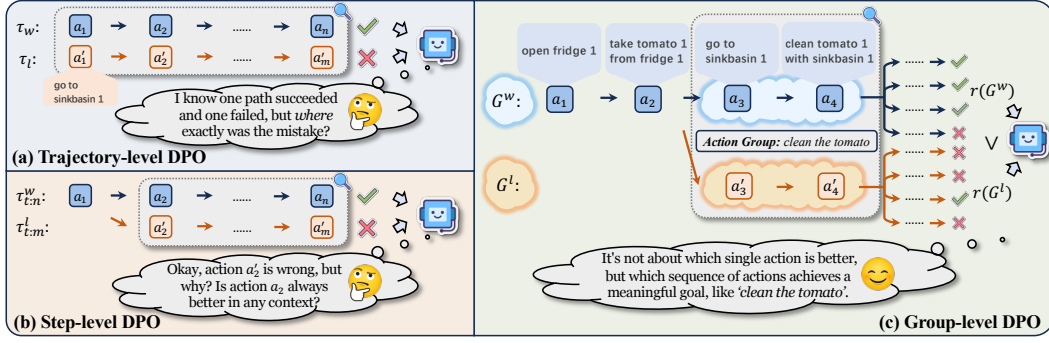 τ_w: a_1 a_2 ...... a_n
τ_l: a'_1 a'_2 ...... a'_m
go to
sinkbasin 1
I know one path succeeded
and one failed, but where
exactly was the mistake?
(a) Trajectory-level DPO
τ^w_{t:n}: a_1 a_2 ...... a_n
τ^l_{t:m}: a'_2 ...... a'_m
Okay, action a'_2 is wrong, but
why? Is action a_2 always
better in any context?
(b) Step-level DPO
open fridge 1
take tomato 1
from fridge 1
go to
sinkbasin 1
clean tomato 1
with sinkbasin 1
G^w: a_1 a_2 a_3 a_4
Action Group: clean the tomato
G^l: a'_3 a'_4
......
......
......
......
......
......
......
......
r(G^w)
∨
r(G^l)
It's not about which single action is better,
but which sequence of actions achieves a
meaningful goal, like 'clean the tomato'.
(c) Group-level DPO